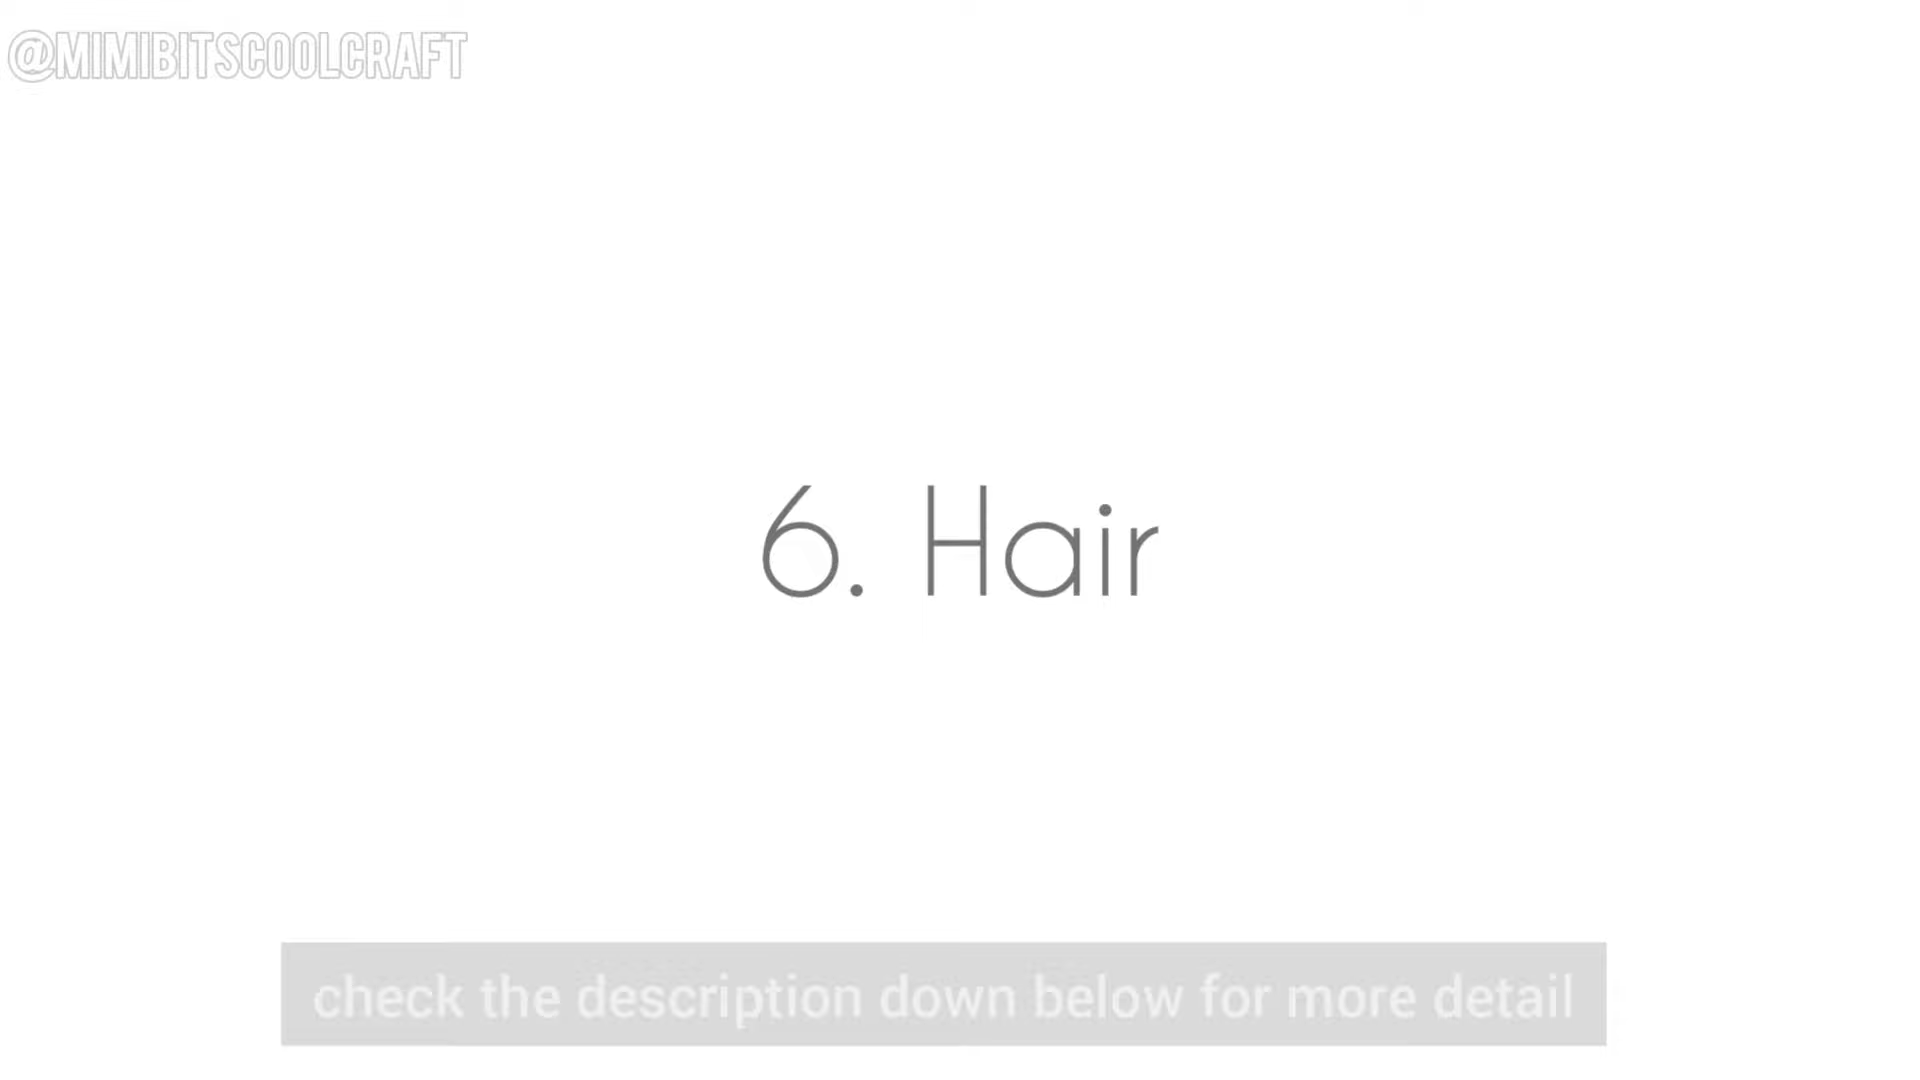 @MIMIBITSCOOLCRAFT
6. Hair
check the description down below for more detail